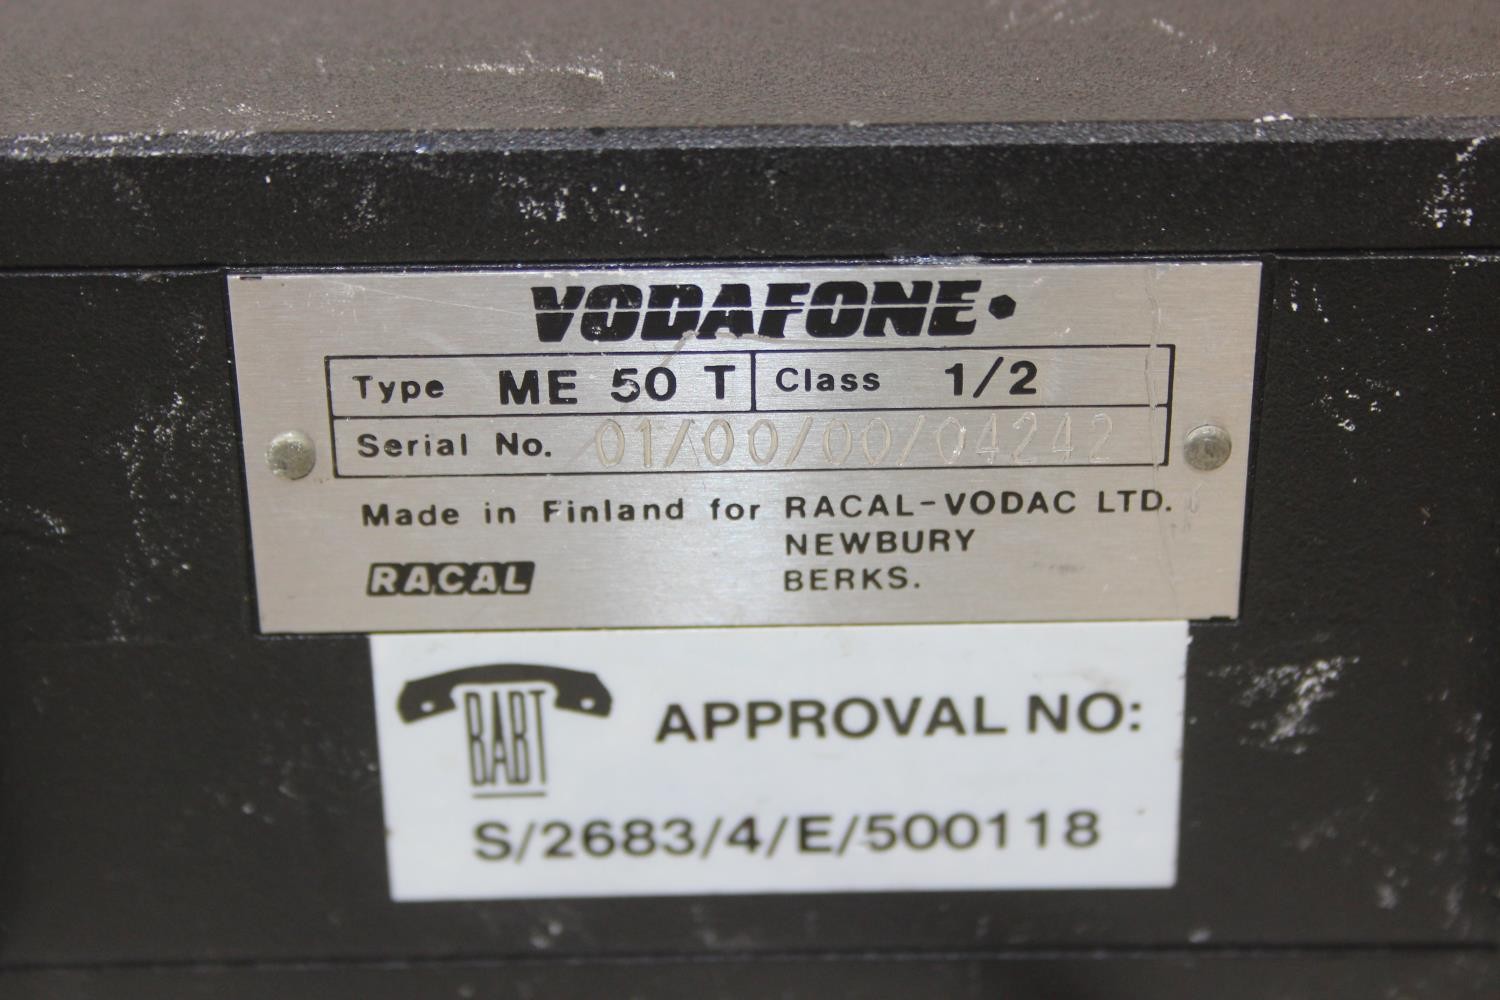 VODAFONE
Type ME 50 T Class 1/2
Serial No. 01/00/00/04242
Made in Finland for RACAL-VODAC LTD.
NEWBURY
RACAL BERKS.
BABT APPROVAL NO:
S/2683/4/E/500118